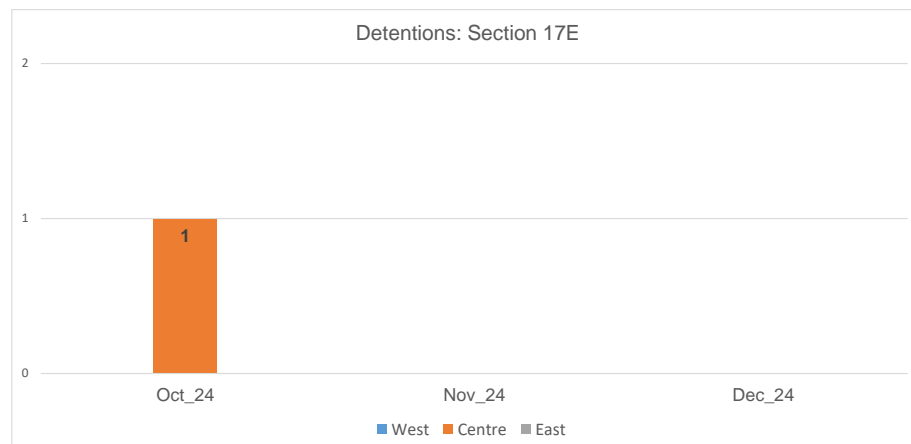 Detentions: Section 17E
2
1
1
0
Oct_24 Nov_24 Dec_24
West Centre East